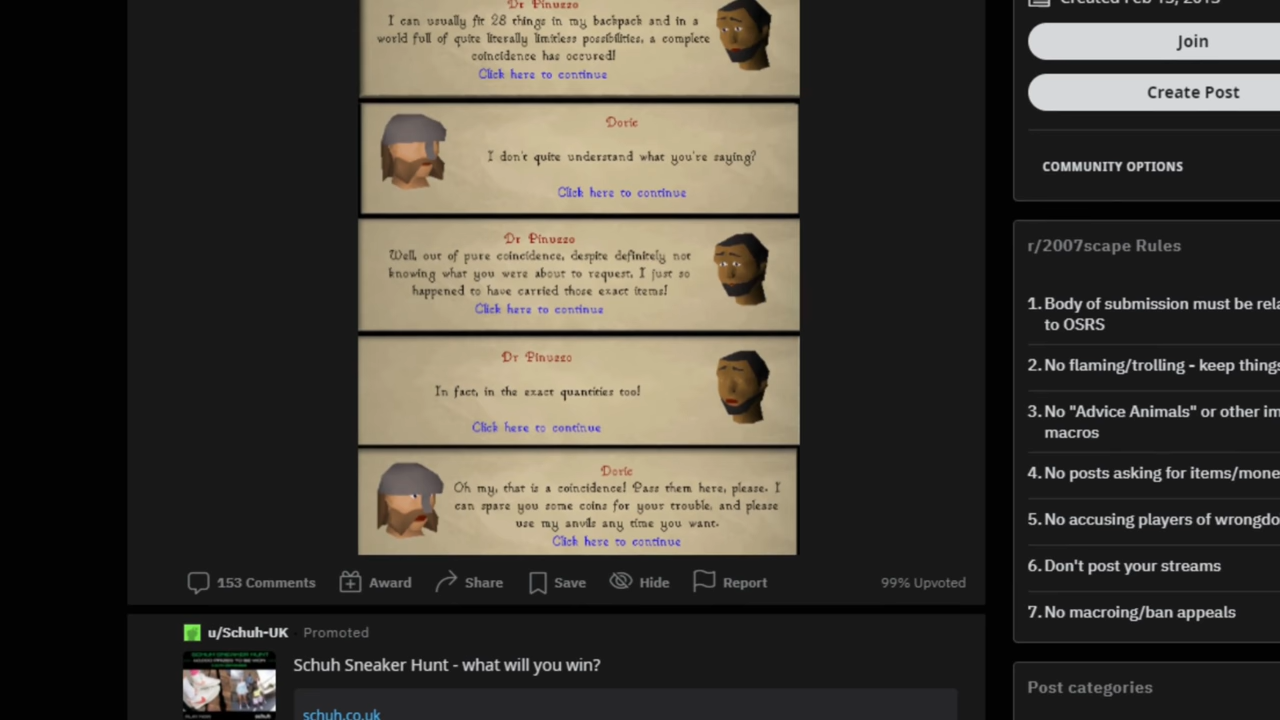 Dr Pinuzzo
I can usually fit 28 things in my backpack and in a
world full of quite literally limitless possibilities, a complete
coincidence has occured!
Click here to continue
Doric
I don't quite understand what you're saying?
Click here to continue
Dr Pinuzzo
Well, out of pure coincidence, despite definitely not
knowing what you were about to request, I just so
happened to have carried those exact items!
Click here to continue
Dr Pinuzzo
In fact, in the exact quantities too!
Click here to continue
Doric
Oh my, that is a coincidence! Pass them here, please. I
can spare you some coins for your trouble, and please
use my anvils any time you want.
Click here to continue
153 Comments Award Share Save Hide Report 99% Upvoted
u/Schuh-UK Promoted
Schuh Sneaker Hunt - what will you win?
schuh.co.uk
Created Feb 13, 2013
Join
Create Post
COMMUNITY OPTIONS
r/2007scape Rules
1. Body of submission must be rela
to OSRS
2. No flaming/trolling - keep things
3. No "Advice Animals" or other im
macros
4. No posts asking for items/mone
5. No accusing players of wrongdo
6. Don't post your streams
7. No macroing/ban appeals
Post categories